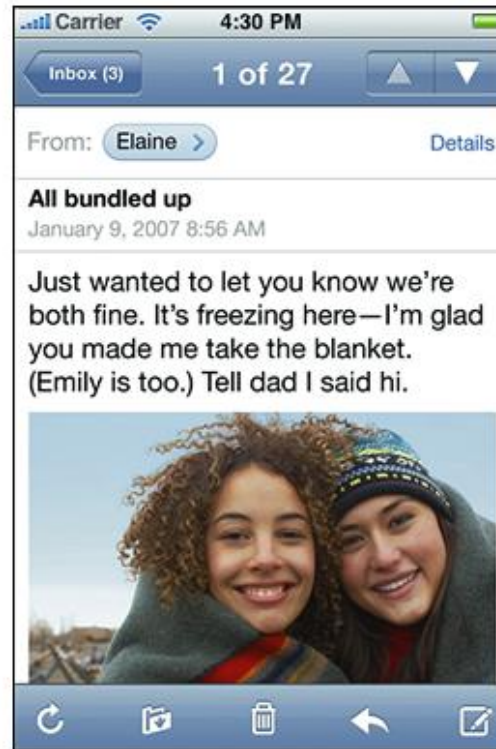 Carrier 4:30 PM
Inbox (3) 1 of 27
From: Elaine Details
All bundled up
January 9, 2007 8:56 AM
Just wanted to let you know we're
both fine. It's freezing here—I'm glad
you made me take the blanket.
(Emily is too.) Tell dad I said hi.